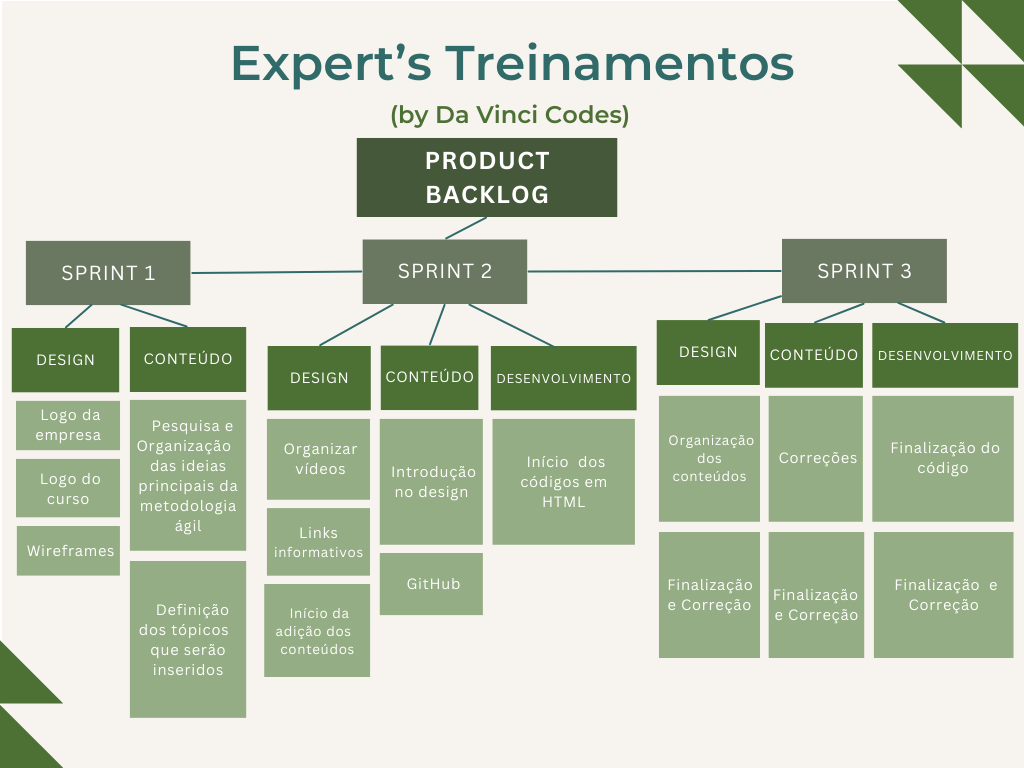 Expert’s Treinamentos
(by Da Vinci Codes)
PRODUCT
BACKLOG
SPRINT 1
SPRINT 2
SPRINT 3
DESIGN
CONTEÚDO
Logo da
empresa
Logo do
curso
Wireframes
Pesquisa e
Organização
das ideias
principais da
metodologia
ágil
Definição
dos tópicos
que serão
inseridos
DESIGN
CONTEÚDO
DESENVOLVIMENTO
Organizar
vídeos
Links
informativos
Início da
adição dos
conteúdos
Introdução
no design
GitHub
Início dos
códigos em
HTML
DESIGN
CONTEÚDO
DESENVOLVIMENTO
Organização
dos
conteúdos
Finalização
e Correção
Correções
Finalização
e Correção
Finalização do
código
Finalização e
Correção